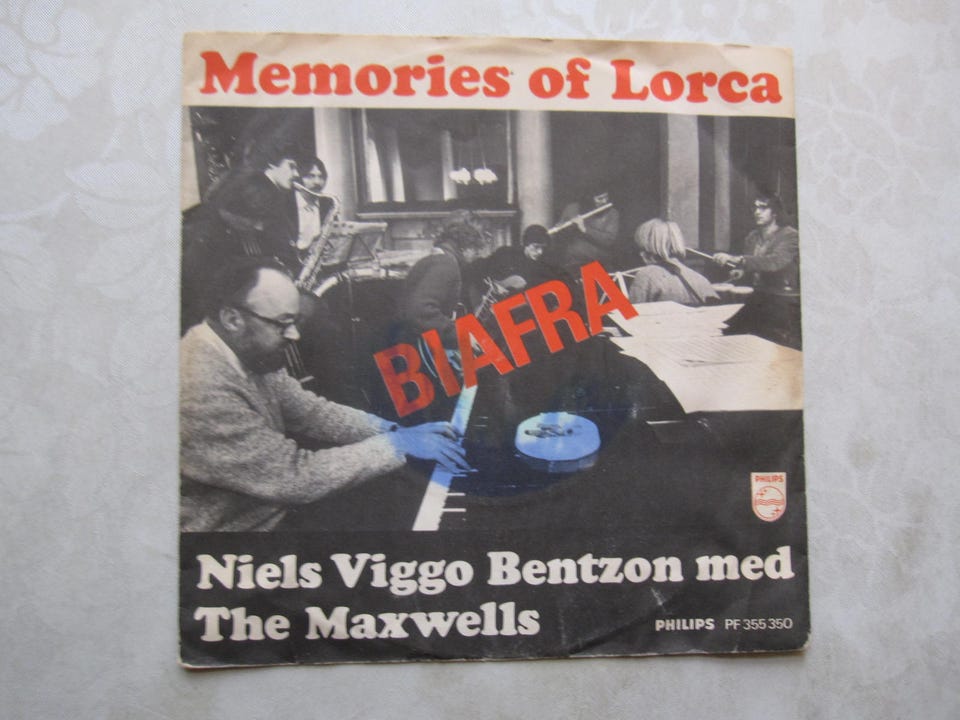 Memories of Lorca
BIAFRA
PHILIPS
Niels Viggo Bentzon med
The Maxwells
PHILIPS PF 355 350